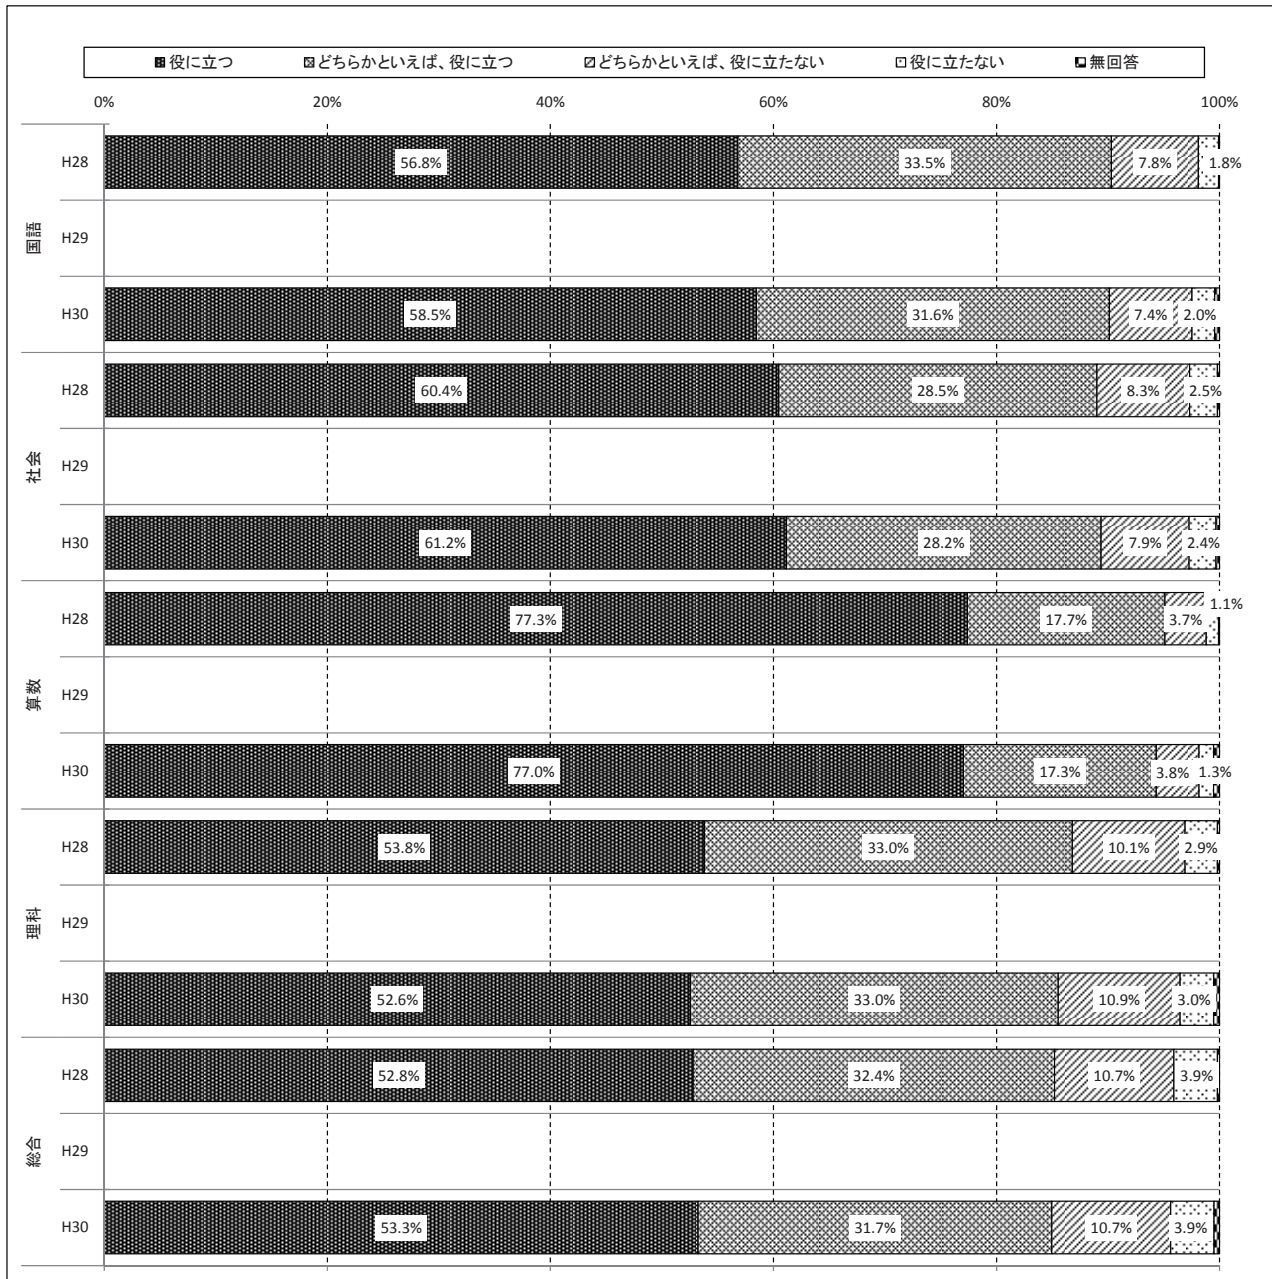 役に立つ どちらかといえば、役に立つ どちらかといえば、役に立たない 役に立たない 無回答
0% 20% 40% 60% 80% 100%
国語
H28 56.8% 33.5% 7.8% 1.8%
H29
H30 58.5% 31.6% 7.4% 2.0%
社会
H28 60.4% 28.5% 8.3% 2.5%
H29
H30 61.2% 28.2% 7.9% 2.4%
算数
H28 77.3% 17.7% 3.7% 1.1%
H29
H30 77.0% 17.3% 3.8% 1.3%
理科
H28 53.8% 33.0% 10.1% 2.9%
H29
H30 52.6% 33.0% 10.9% 3.0%
総合
H28 52.8% 32.4% 10.7% 3.9%
H29
H30 53.3% 31.7% 10.7% 3.9%